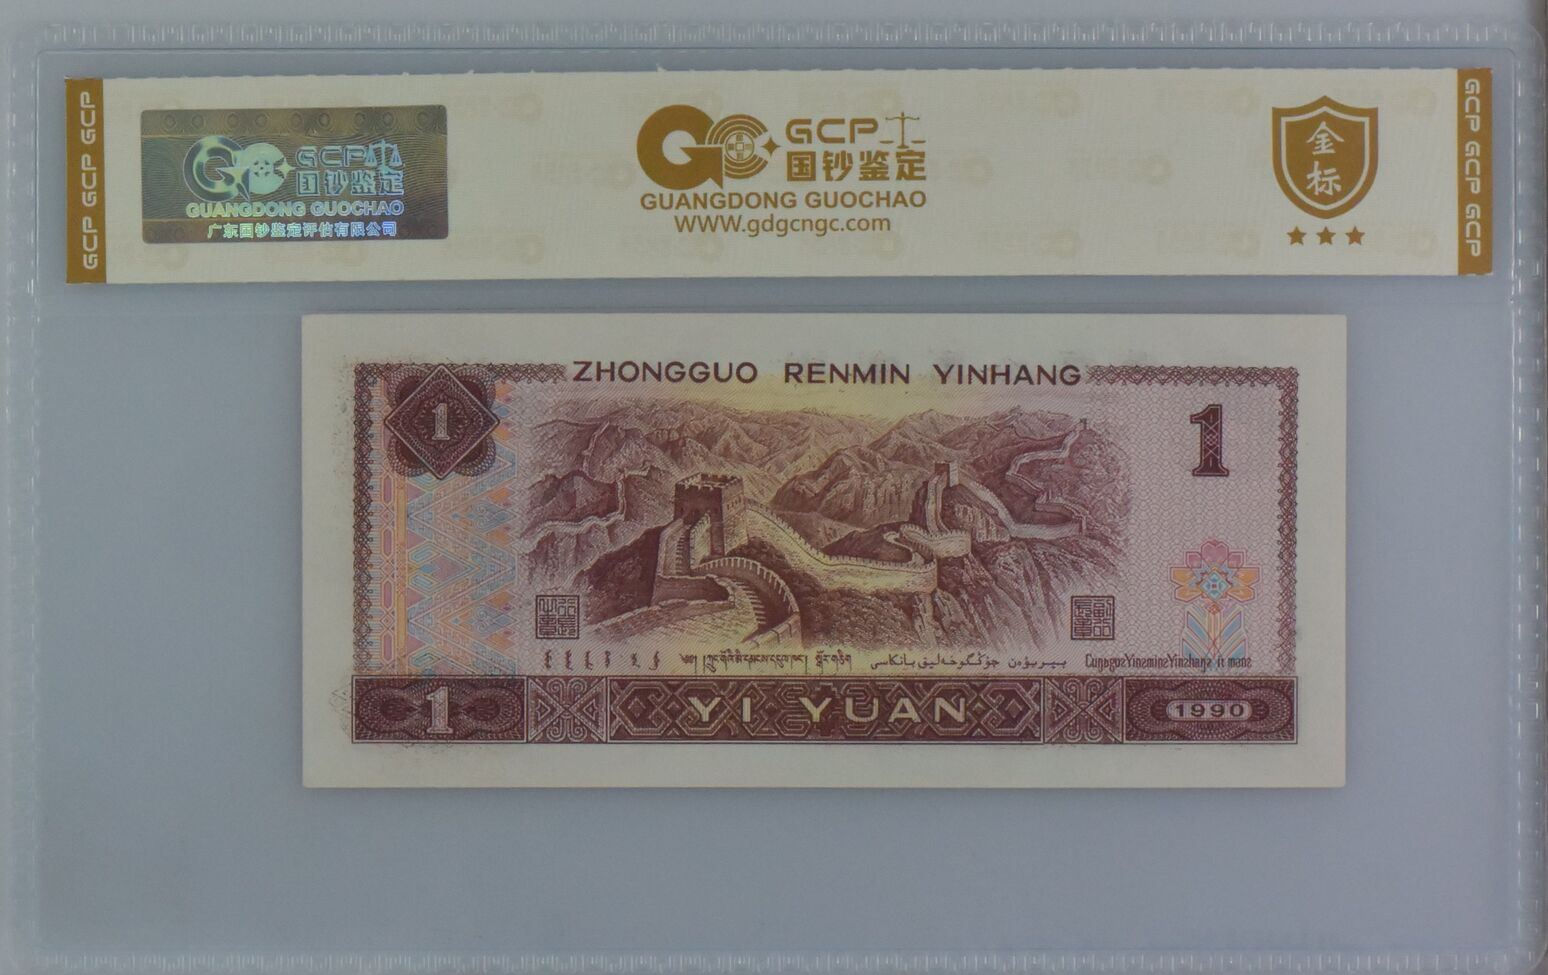 GCP GCP GCP
GCP
国钞鉴定
GUANGDONG GUOCHAO
广东国钞鉴定评估有限公司
GCP
国钞鉴定
GUANGDONG GUOCHAO
WWW.gdgcngc.com
金
标
GCP GCP GCP
ZHONGGUO RENMIN YINHANG
1
1
1
YI YUAN
1990